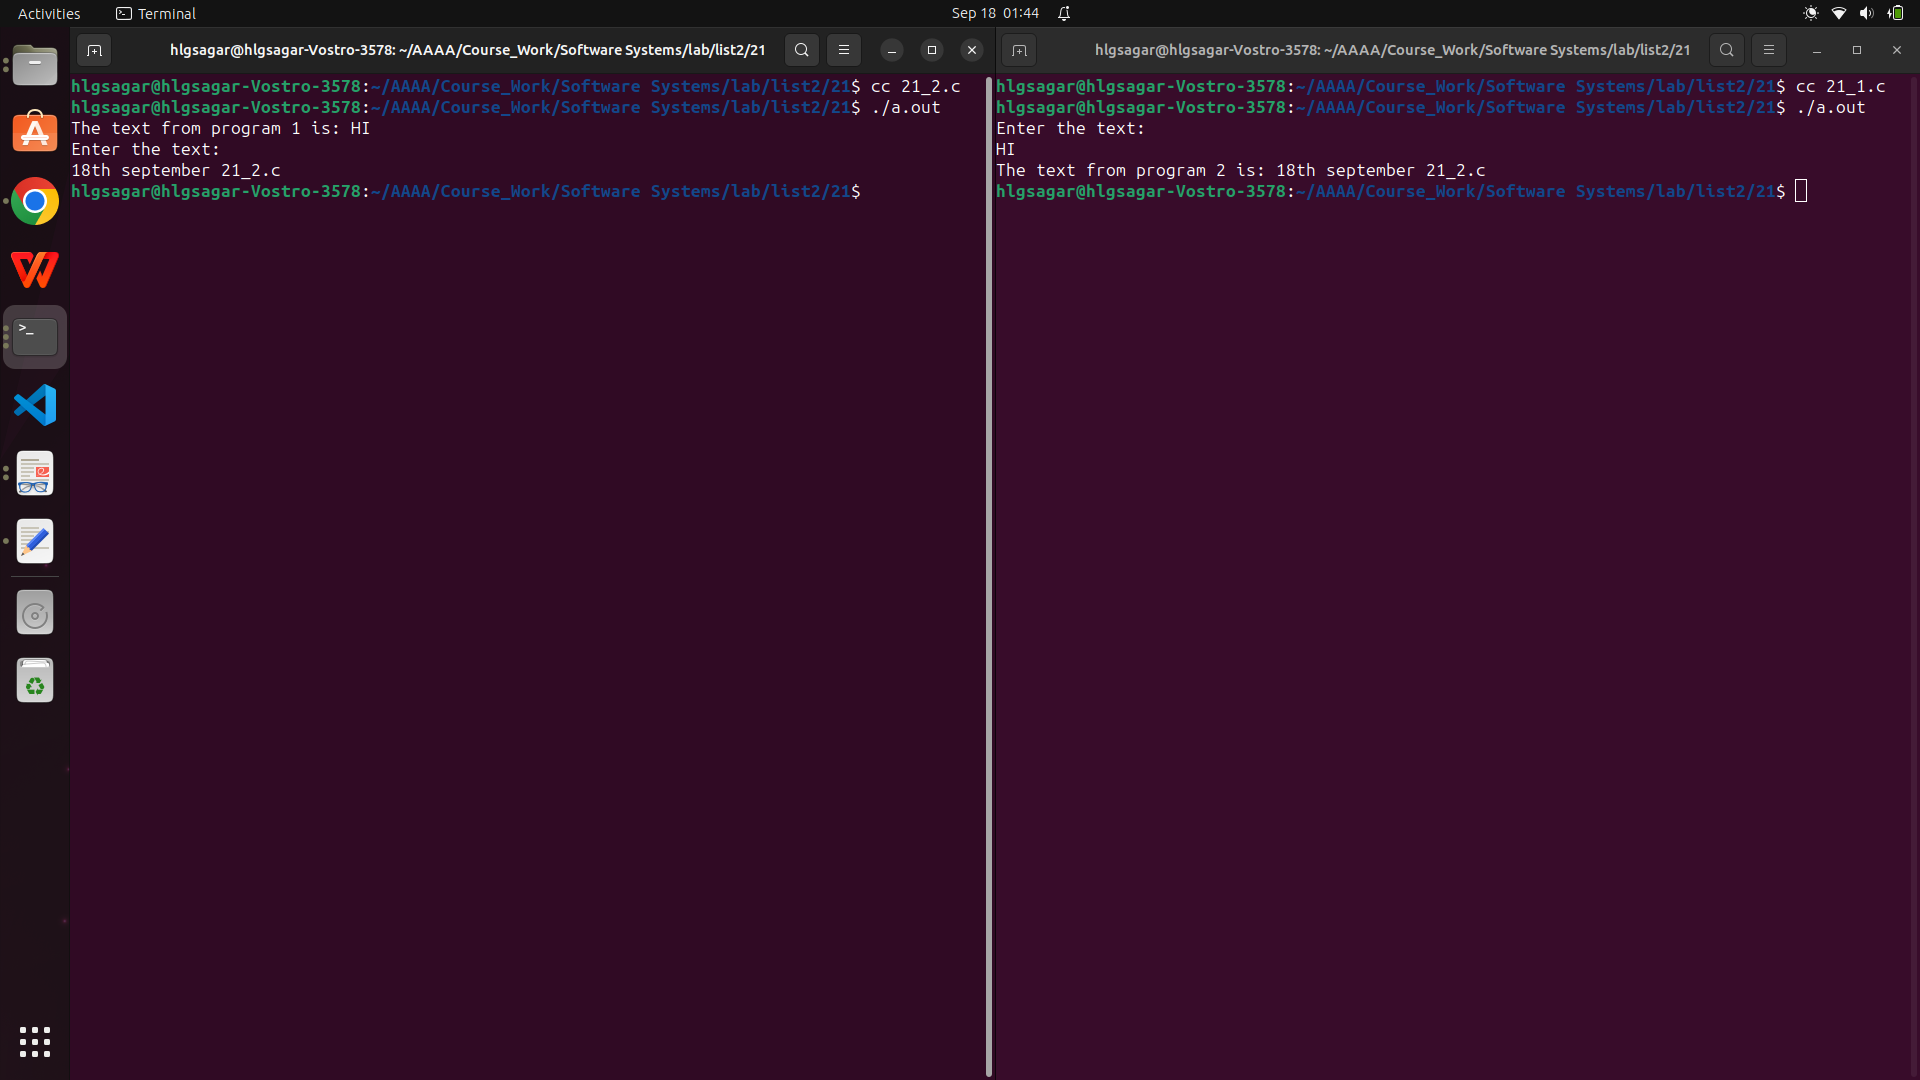 Activities
Terminal
Sep 18 01:44
hlgsagar@hlgsagar-Vostro-3578: ~/AAAA/Course_Work/Software Systems/lab/list2/21
hlgsagar@hlgsagar-Vostro-3578:~/AAAA/Course_Work/Software Systems/lab/list2/21$ cc 21_2.c
hlgsagar@hlgsagar-Vostro-3578:~/AAAA/Course_Work/Software Systems/lab/list2/21$ ./a.out
The text from program 1 is: HI
Enter the text:
18th september 21_2.c
hlgsagar@hlgsagar-Vostro-3578:~/AAAA/Course_Work/Software Systems/lab/list2/21$
hlgsagar@hlgsagar-Vostro-3578: ~/AAAA/Course_Work/Software Systems/lab/list2/21
hlgsagar@hlgsagar-Vostro-3578:~/AAAA/Course_Work/Software Systems/lab/list2/21$ cc 21_1.c
hlgsagar@hlgsagar-Vostro-3578:~/AAAA/Course_Work/Software Systems/lab/list2/21$ ./a.out
Enter the text:
HI
The text from program 2 is: 18th september 21_2.c
hlgsagar@hlgsagar-Vostro-3578:~/AAAA/Course_Work/Software Systems/lab/list2/21$